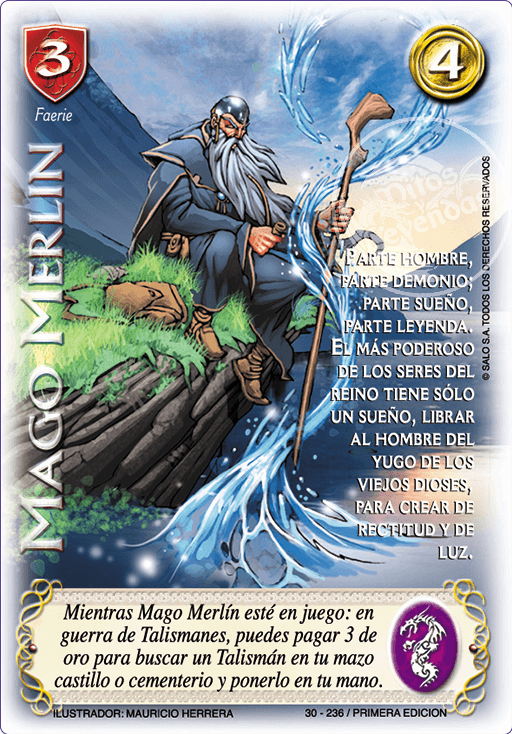 3
4
Faerie
MAGO MERLIN
Mitos
Leyendas
PARTE HOMBRE,
PARTE DEMONIO;
PARTE SUEÑO,
PARTE LEYENDA.
EL MÁS PODEROSO
DE LOS SERES DEL
REINO TIENE SÓLO
UN SUEÑO, LIBRAR
AL HOMBRE DEL
YUGO DE LOS
VIEJOS DIOSES,
PARA CREAR DE
RECTITUD Y DE
LUZ.
© SALO S.A. TODOS LOS DERECHOS RESERVADOS
Mientras Mago Merlín esté en juego: en
guerra de Talismanes, puedes pagar 3 de
oro para buscar un Talismán en tu mazo
castillo o cementerio y ponerlo en tu mano.
ILUSTRADOR: MAURICIO HERRERA
30 - 236 / PRIMERA EDICION